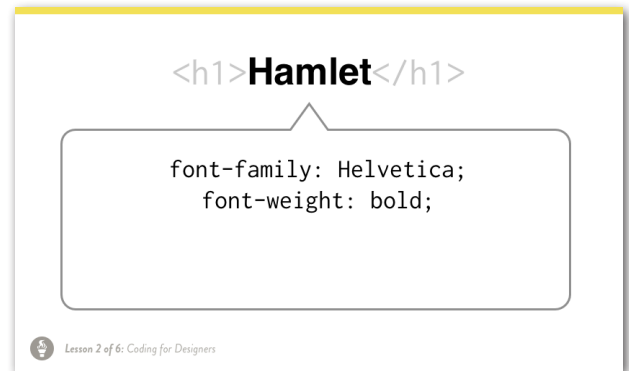 <h1>Hamlet</h1>
font-family: Helvetica;
font-weight: bold;
Lesson 2 of 6: Coding for Designers